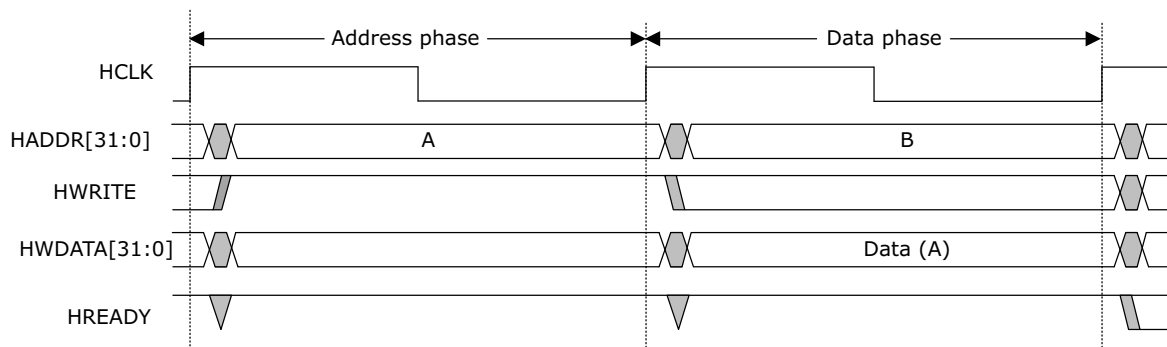 Address phase
Data phase
HCLK
HADDR[31:0]
A
B
HWRITE
HWDATA[31:0]
Data (A)
HREADY